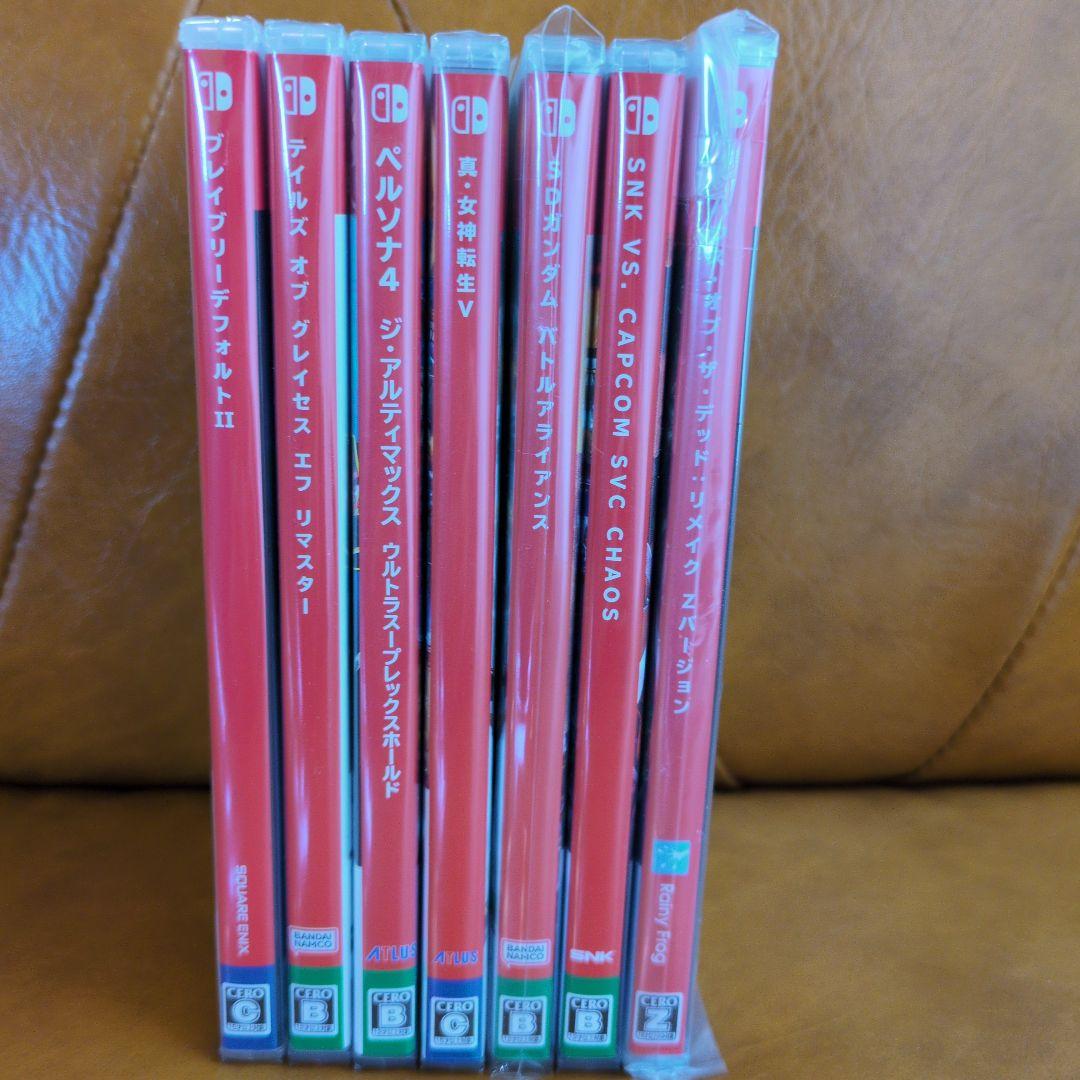 ブレイブリーデフォルトII
SQUARE ENIX
CERO
C
テイルズ オブ グレイセス エフ リマスター
BANDAI
NAMCO
CERO
B
ペルソナ4 ジ・アルティマックス ウルトラスープレックスホールド
ATLUS
CERO
B
真・女神転生V
ATLUS
CERO
C
SDガンダム バトルアライアンス
BANDAI
NAMCO
CERO
B
SNK VS. CAPCOM SVC CHAOS
SNK
CERO
B
オブ・ザ・デッド:リメイク Zバージョン
Rainy Frog
CERO
Z